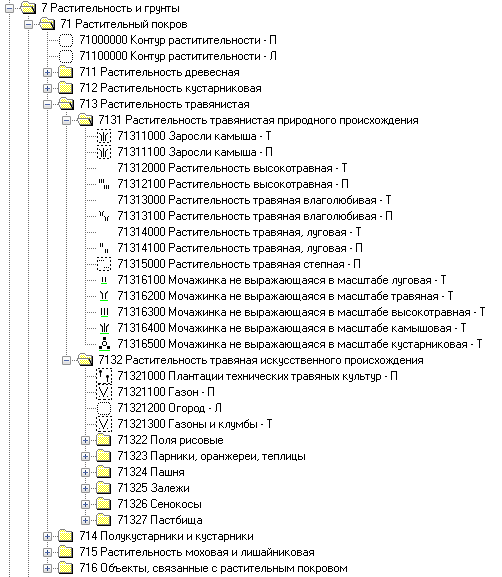 7 Растительность и грунты
71 Растительный покров
71000000 Контур раститительности - П
71100000 Контур раститительности - Л
711 Растительность древесная
712 Растительность кустарниковая
713 Растительность травянистая
7131 Растительность травянистая природного происхождения
71311000 Заросли камыша - Т
71311100 Заросли камыша - П
71312000 Растительность высокотравная - Т
71312100 Растительность высокотравная - П
71313000 Растительность травяная влаголюбивая - Т
71313100 Растительность травяная влаголюбивая - П
71314000 Растительность травяная, луговая - Т
71314100 Растительность травяная, луговая - П
71315000 Растительность травяная степная - П
71316100 Мочажинка не выражающаяся в масштабе луговая - Т
71316200 Мочажинка не выражающаяся в масштабе травяная - Т
71316300 Мочажинка не выражающаяся в масштабе высокотравная - Т
71316400 Мочажинка не выражающаяся в масштабе камышовая - Т
71316500 Мочажинка не выражающаяся в масштабе кустарниковая - Т
7132 Растительность травяная искусственного происхождения
71321000 Плантации технических травяных культур - П
71321100 Газон - П
71321200 Огород - Л
71321300 Газоны и клумбы - Т
71322 Поля рисовые
71323 Парники, оранжереи, теплицы
71324 Пашня
71325 Залежи
71326 Сенокосы
71327 Пастбища
714 Полукустарники и кустарники
715 Растительность моховая и лишайниковая
716 Объекты, связанные с растительным покровом